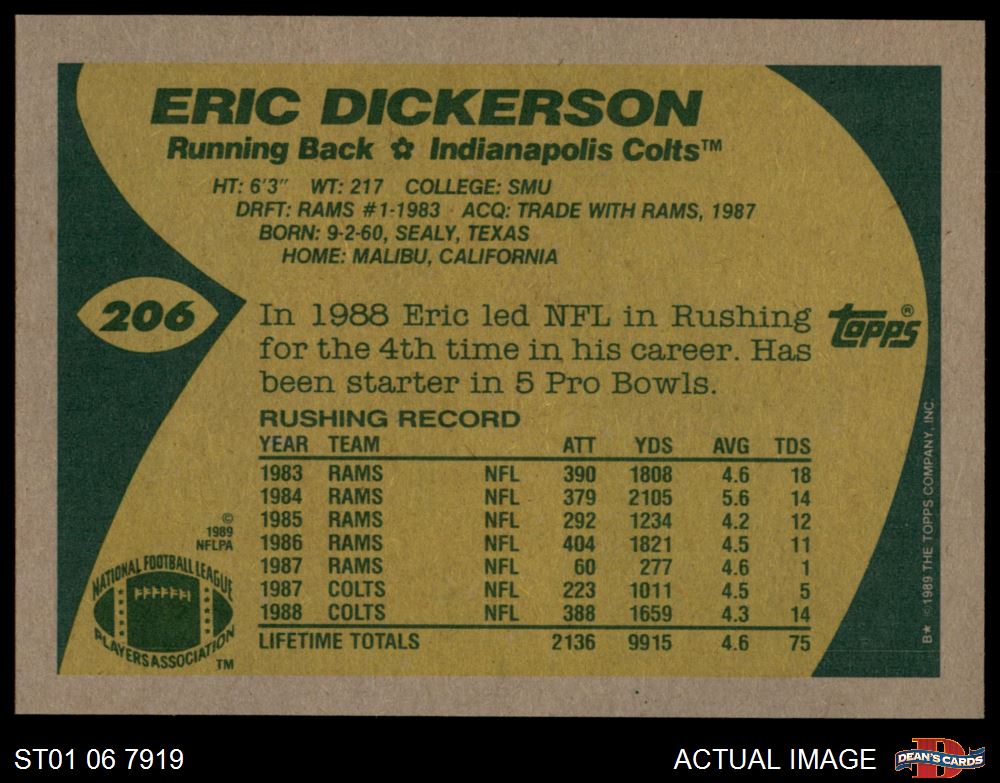 ERIC DICKERSON
Running Back ✿ Indianapolis Colts™
HT: 6'3" WT: 217 COLLEGE: SMU
DRFT: RAMS #1-1983 ACQ: TRADE WITH RAMS, 1987
BORN: 9-2-60, SEALY, TEXAS
HOME: MALIBU, CALIFORNIA
206
In 1988 Eric led NFL in Rushing
for the 4th time in his career. Has
been starter in 5 Pro Bowls.
topps®
RUSHING RECORD
YEAR TEAM ATT YDS AVG TDS
1983 RAMS NFL 390 1808 4.6 18
1984 RAMS NFL 379 2105 5.6 14
1985 RAMS NFL 292 1234 4.2 12
1986 RAMS NFL 404 1821 4.5 11
1987 RAMS NFL 60 277 4.6 1
1987 COLTS NFL 223 1011 4.5 5
1988 COLTS NFL 388 1659 4.3 14
LIFETIME TOTALS 2136 9915 4.6 75
©
1989
NFLPA
NATIONAL FOOTBALL LEAGUE
PLAYERS ASSOCIATION
TM
B* © 1989 THE TOPPS COMPANY, INC.
ST01 06 7919
ACTUAL IMAGE
D
DEAN'S CARDS